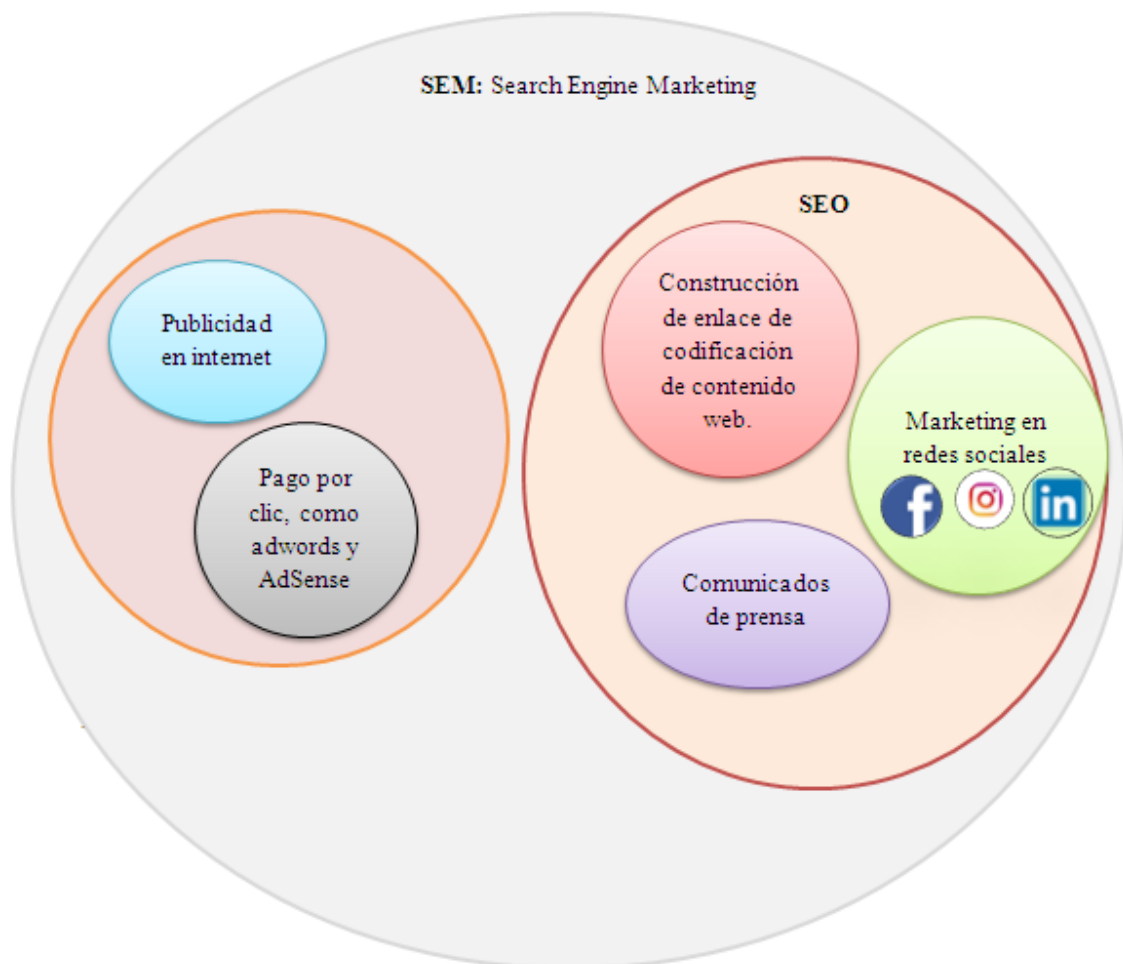 SEM: Search Engine Marketing
SEO
Publicidad
en internet
Pago por
clic, como
adwords y
AdSense
Construcción
de enlace de
codificación
de contenido
web.
Marketing en
redes sociales
f
in
Comunicados
de prensa